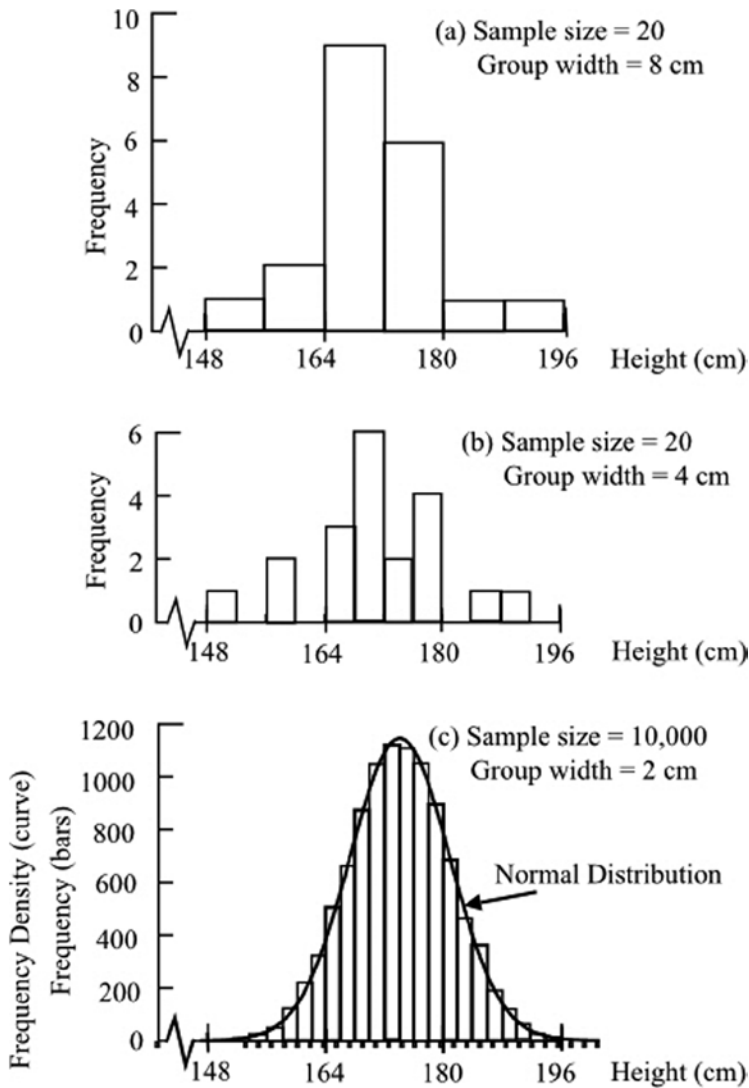 (a) Sample size = 20
Group width = 8 cm
Frequency
10
8
6
4
2
0
148 164 180 196 Height (cm)
(b) Sample size = 20
Group width = 4 cm
Frequency
6
4
2
0
148 164 180 196 Height (cm)
(c) Sample size = 10,000
Group width = 2 cm
Normal Distribution
Frequency Density (curve)
Frequency (bars)
1200
1000
800
600
400
200
0
148 164 180 196 Height (cm)